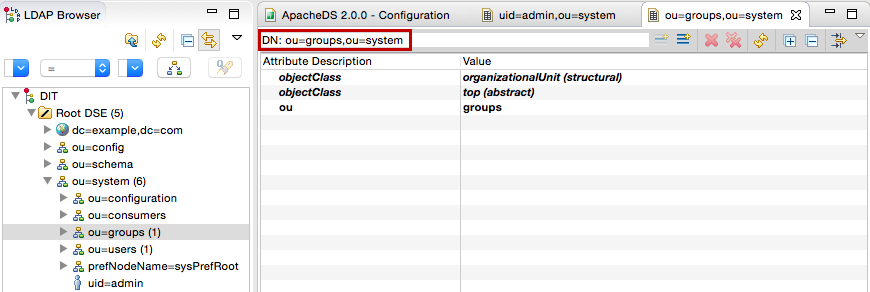 LDAP Browser
=
DIT
Root DSE (5)
dc=example,dc=com
ou=config
ou=schema
ou=system (6)
ou=configuration
ou=consumers
ou=groups (1)
ou=users (1)
prefNodeName=sysPrefRoot
uid=admin
ApacheDS 2.0.0 - Configuration
uid=admin,ou=system
ou=groups,ou=system
DN: ou=groups,ou=system
Attribute Description Value
objectClass organizationalUnit (structural)
objectClass top (abstract)
ou groups